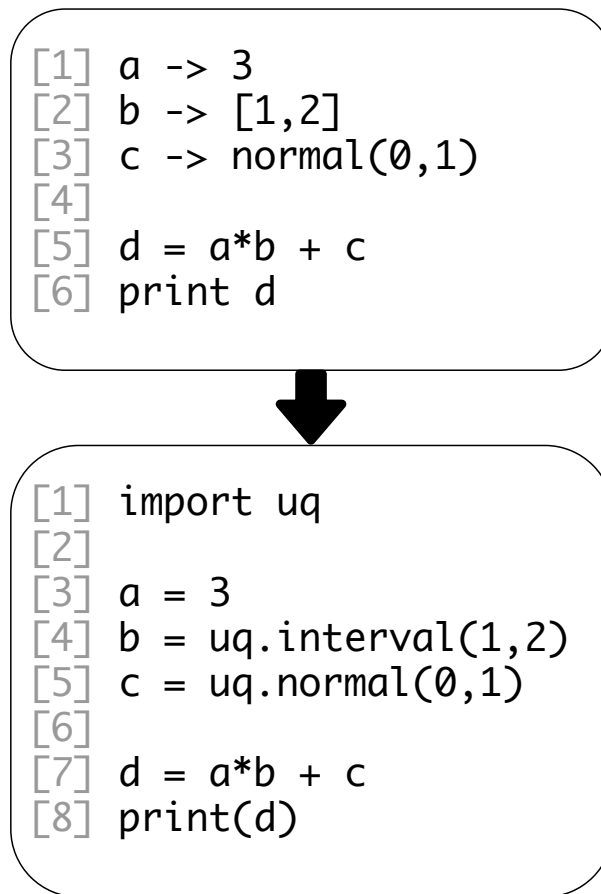 [1] a -> 3
[2] b -> [1,2]
[3] c -> normal(0,1)
[4]
[5] d = a*b + c
[6] print d
[1] import uq
[2]
[3] a = 3
[4] b = uq.interval(1,2)
[5] c = uq.normal(0,1)
[6]
[7] d = a*b + c
[8] print(d)